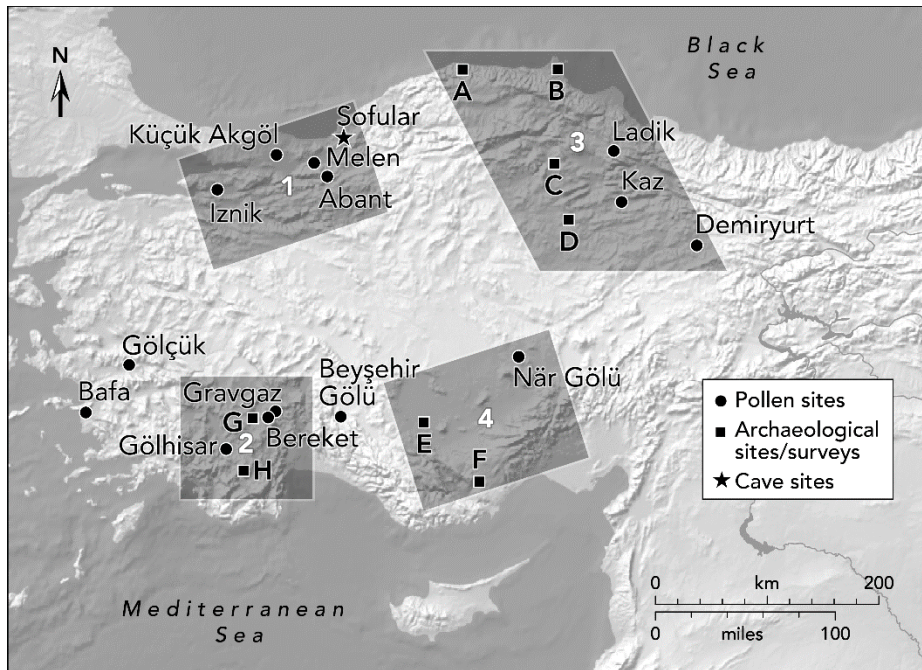 N
Black
Sea
A
B
Sofular
Küçük Akgöl
Melen
1
Abant
Iznik
3
Ladik
C
Kaz
D
Demiryurt
Gölçük
Bafa
Gravgaz
G
2
Bereket
Gölhisar
H
Beyşehir
Gölü
När Gölü
E
4
F
Pollen sites
Archaeological
sites/surveys
Cave sites
0 km 200
0 miles 100
Mediterranean
Sea